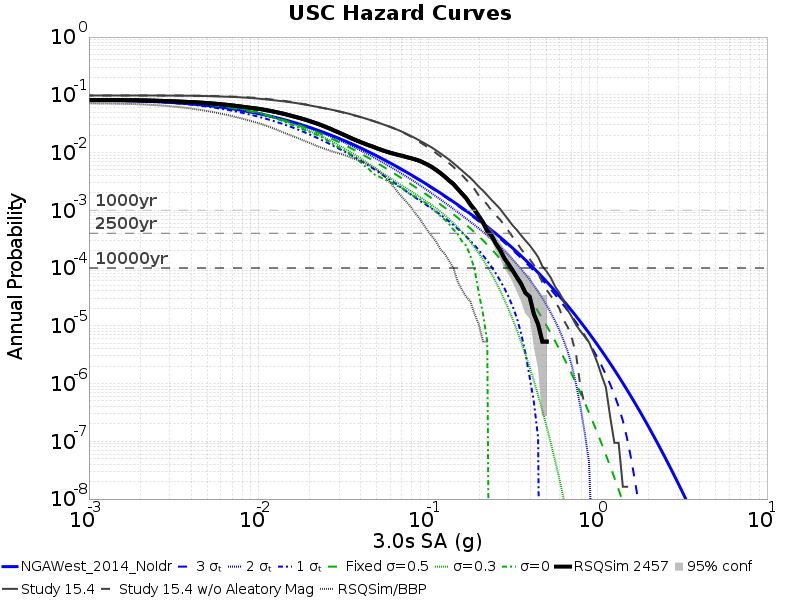 USC Hazard Curves
10^0
10^-1
10^-2
10^-3
10^-4
10^-5
10^-6
10^-7
10^-8
Annual Probability
1000yr
2500yr
10000yr
10^-3 10^-2 10^-1 10^0 10^1
3.0s SA (g)
NGAWest_2014_NoIdr 3 σₜ 2 σₜ 1 σₜ Fixed σ=0.5 σ=0.3 σ=0 RSQSim 2457 95% conf
Study 15.4 Study 15.4 w/o Aleatory Mag RSQSim/BBP